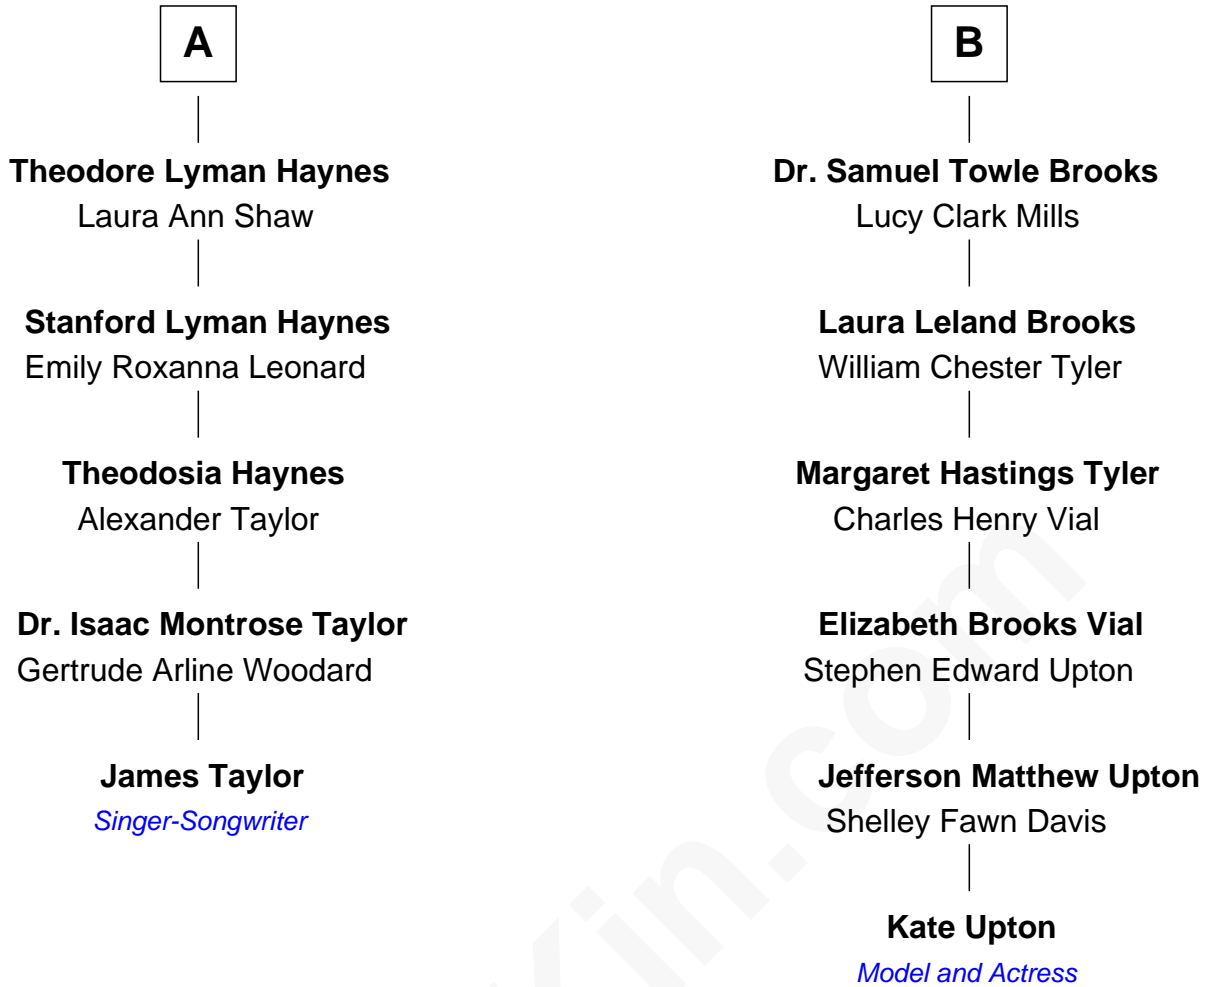 A
Theodore Lyman Haynes
Laura Ann Shaw
Stanford Lyman Haynes
Emily Roxanna Leonard
Theodosia Haynes
Alexander Taylor
Dr. Isaac Montrose Taylor
Gertrude Arline Woodard
James Taylor
Singer-Songwriter
B
Dr. Samuel Towle Brooks
Lucy Clark Mills
Laura Leland Brooks
William Chester Tyler
Margaret Hastings Tyler
Charles Henry Vial
Elizabeth Brooks Vial
Stephen Edward Upton
Jefferson Matthew Upton
Shelley Fawn Davis
Kate Upton
Model and Actress
Kin.com